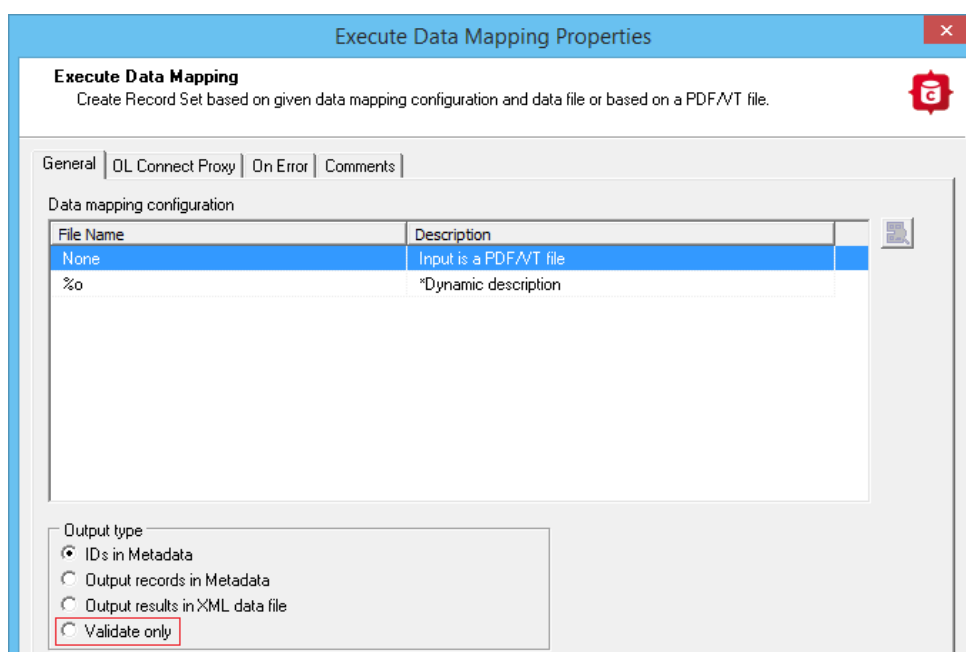 Execute Data Mapping Properties
Execute Data Mapping
Create Record Set based on given data mapping configuration and data file or based on a PDF/VT file.
General OL Connect Proxy On Error Comments
Data mapping configuration
File Name Description
None Input is a PDF/VT file
%o *Dynamic description
Output type
IDs in Metadata
Output records in Metadata
Output results in XML data file
Validate only